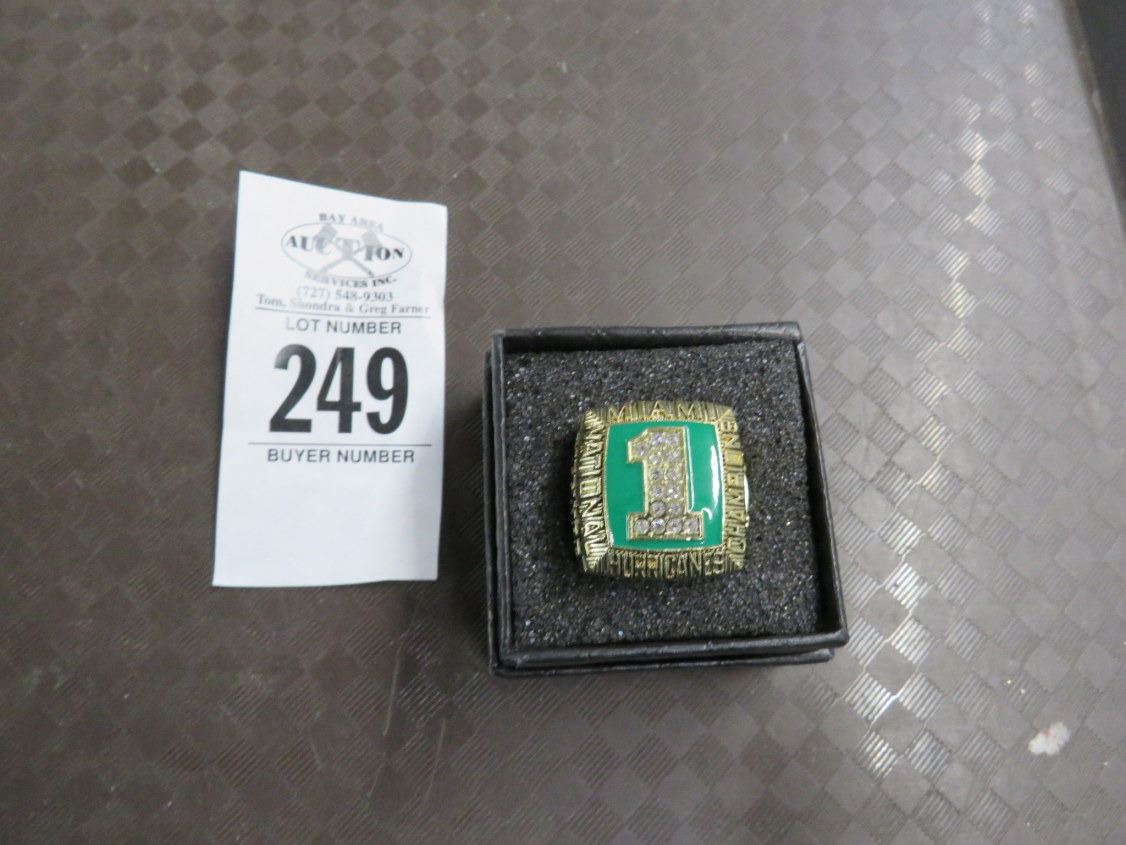 BAY AREA
AUCTION
SERVICES INC.
(727) 548-9303
Tom, Shondra & Greg Farner
LOT NUMBER
249
BUYER NUMBER
MIAMI
NATIONAL
1
CHAMPIONS
HURRICANES